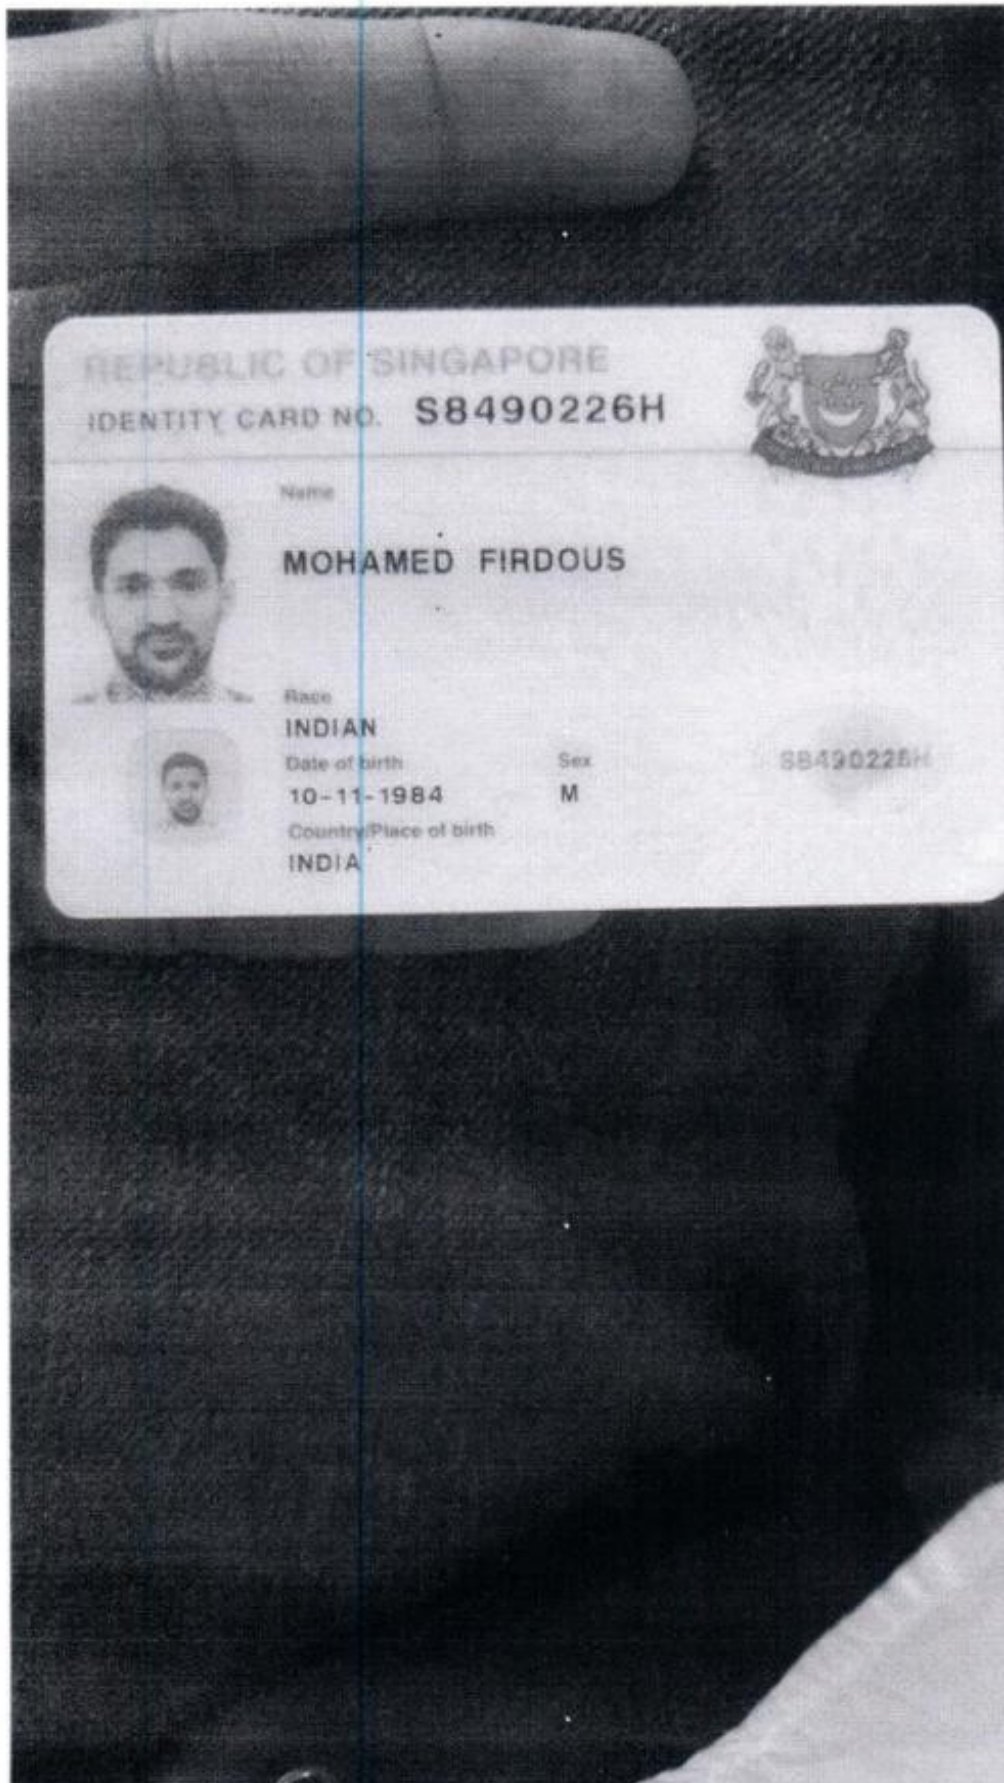 REPUBLIC OF SINGAPORE
IDENTITY CARD NO. S8490226H
Name
MOHAMED FIRDOUS
Race
INDIAN
Date of birth Sex
10-11-1984 M
S8490226H
Country/Place of birth
INDIA